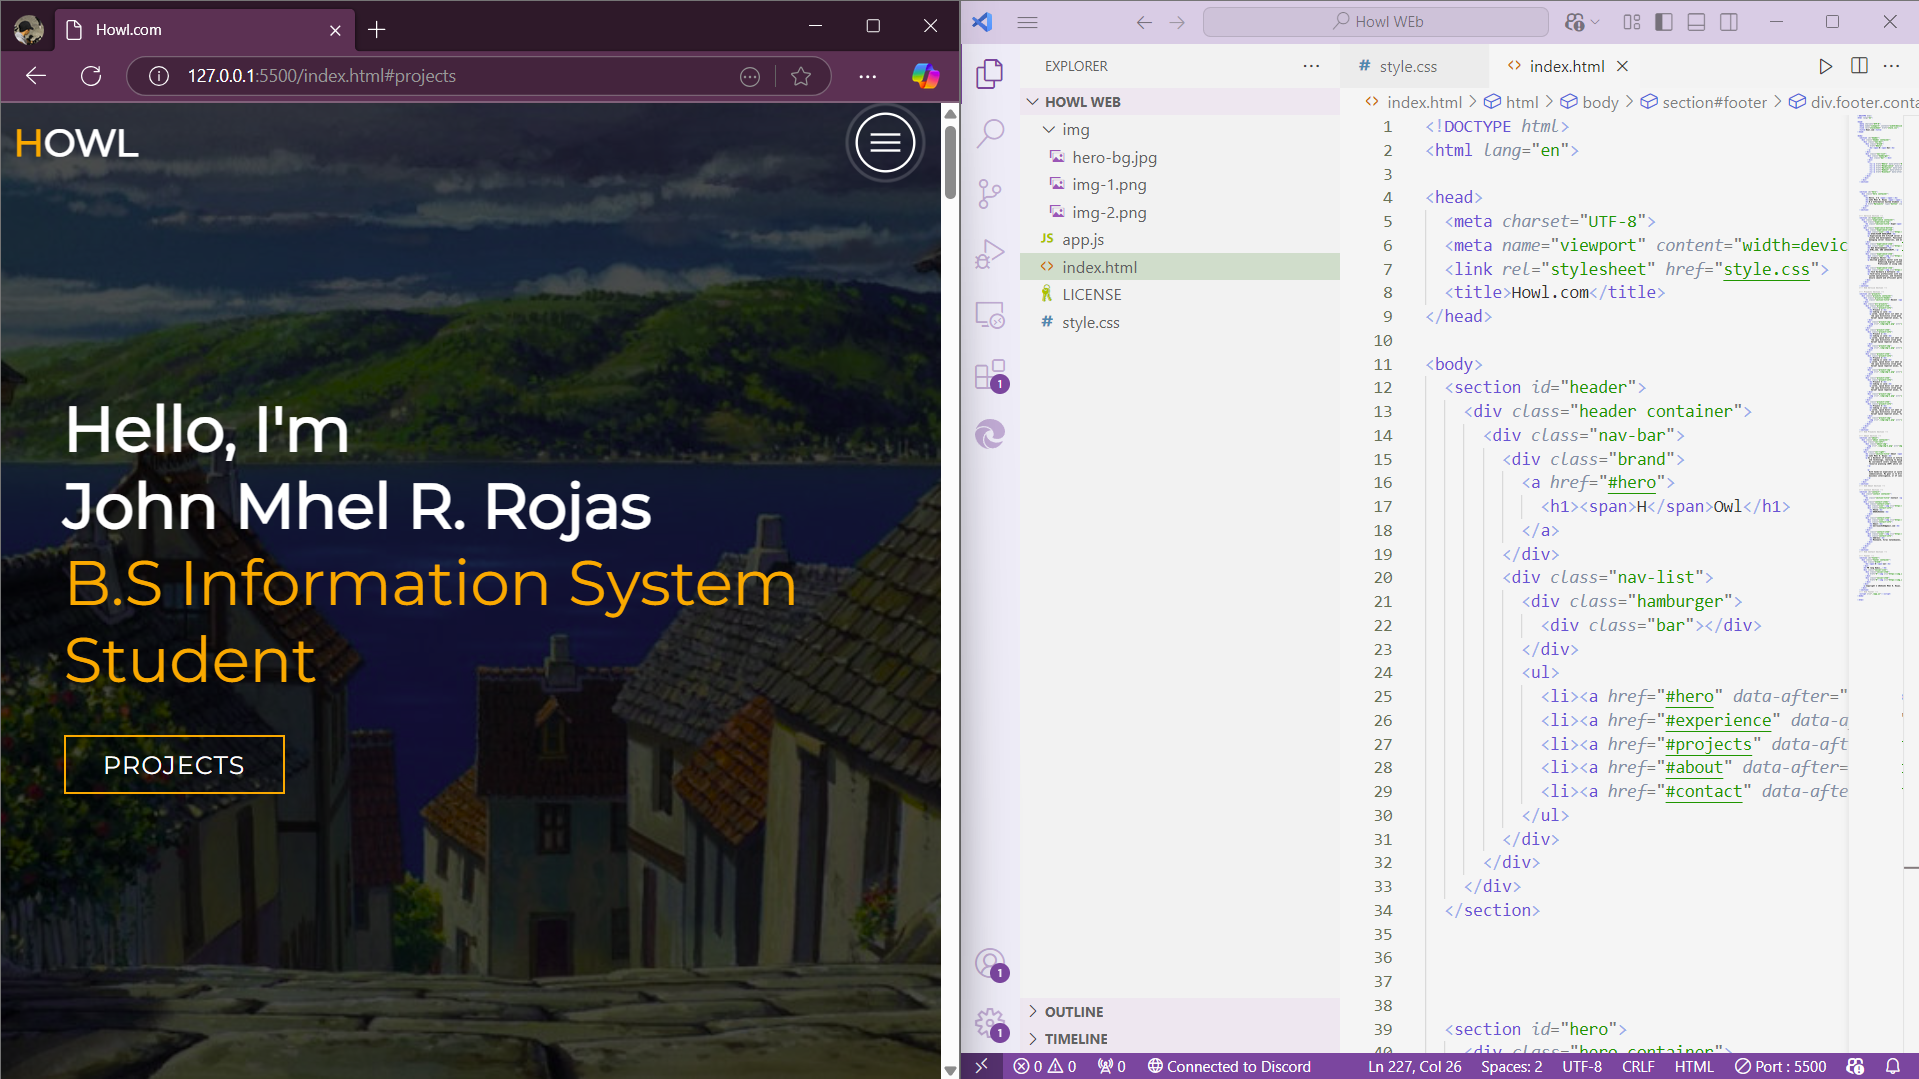 Howl.com
127.0.0.1:5500/index.html#projects
HOWL
Hello, I'm
John Mhel R. Rojas
B.S Information System
Student
PROJECTS
Howl WEb
EXPLORER
HOWL WEB
img
hero-bg.jpg
img-1.png
img-2.png
JS app.js
<> index.html
LICENSE
# style.css
1
1
1
OUTLINE
TIMELINE
# style.css
<> index.html
<> index.html > html > body > section#footer > div.footer.conta
1 <!DOCTYPE html>
2 <html lang="en">
3
4 <head>
5 <meta charset="UTF-8">
6 <meta name="viewport" content="width=devic
7 <link rel="stylesheet" href="style.css">
8 <title>Howl.com</title>
9 </head>
10
11 <body>
12 <section id="header">
13 <div class="header container">
14 <div class="nav-bar">
15 <div class="brand">
16 <a href="#hero">
17 <h1><span>H</span>Owl</h1>
18 </a>
19 </div>
20 <div class="nav-list">
21 <div class="hamburger">
22 <div class="bar"></div>
23 </div>
24 <ul>
25 <li><a href="#hero" data-after="
26 <li><a href="#experience" data-a
27 <li><a href="#projects" data-aft
28 <li><a href="#about" data-after=
29 <li><a href="#contact" data-afte
30 </ul>
31 </div>
32 </div>
33 </div>
34 </section>
35
36
37
38
39 <section id="hero">
40 <div class="hero container">
0 0 0 Connected to Discord
Ln 227, Col 26 Spaces: 2 UTF-8 CRLF HTML Port : 5500